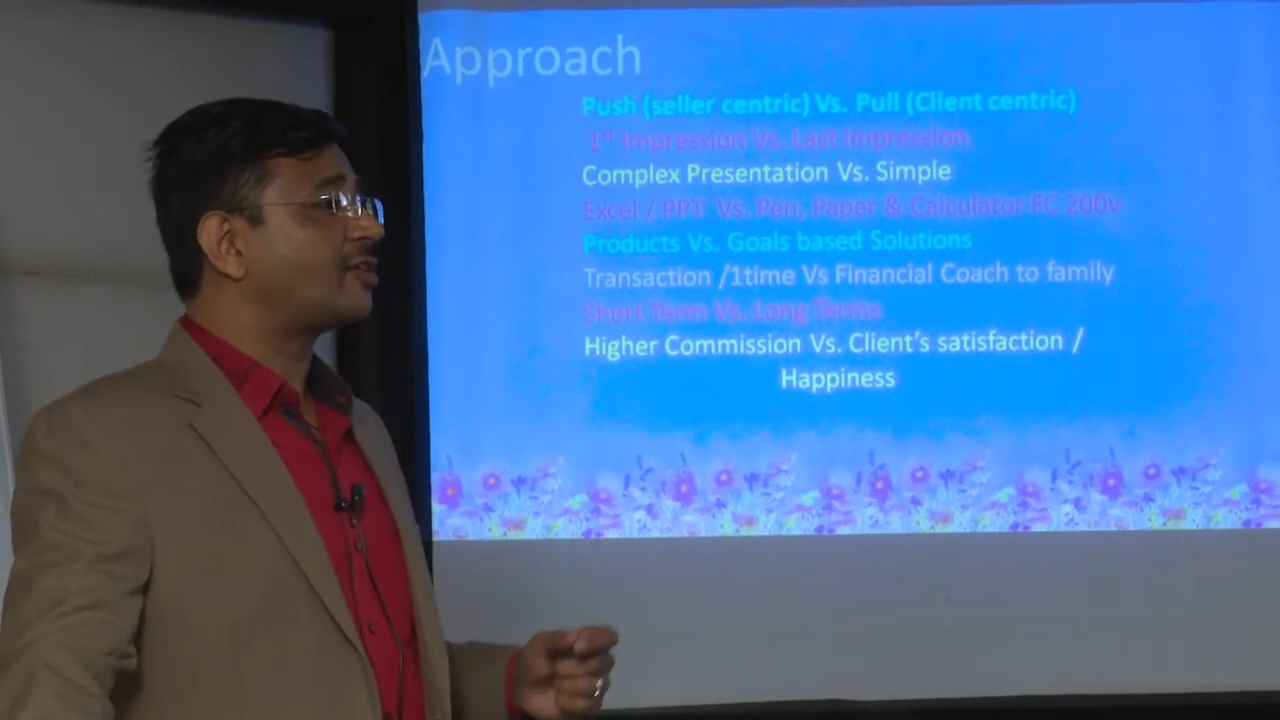 Approach
Push (seller centric) Vs. Pull (Client centric)
1st Impression Vs. Last Impression
Complex Presentation Vs. Simple
Excel / PPT Vs. Pen, Paper & Calculator FC 200v
Products Vs. Goals based Solutions
Transaction /1time Vs Financial Coach to family
Short Term Vs. Long Terms
Higher Commission Vs. Client's satisfaction /
Happiness